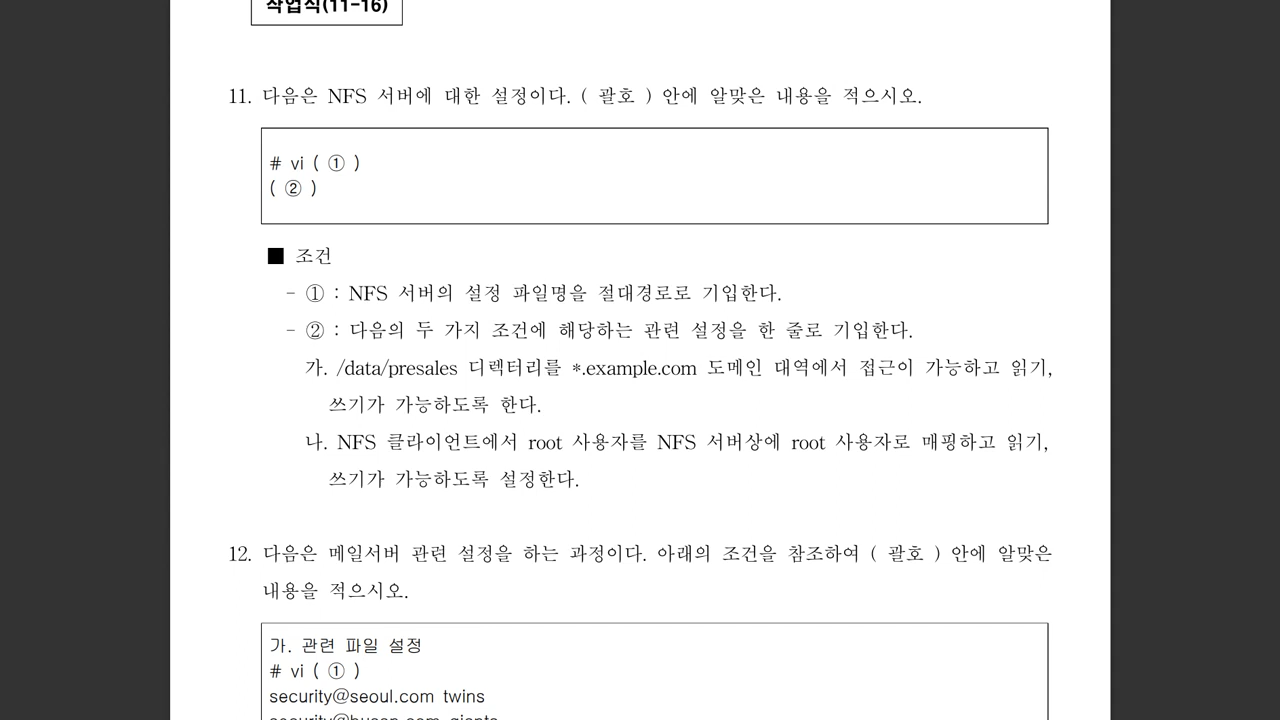 작업식(11-16)
11. 다음은 NFS 서버에 대한 설정이다. ( 괄호 ) 안에 알맞은 내용을 적으시오.
# vi ( ① )
( ② )
■ 조건
- ① : NFS 서버의 설정 파일명을 절대경로로 기입한다.
- ② : 다음의 두 가지 조건에 해당하는 관련 설정을 한 줄로 기입한다.
가. /data/presales 디렉터리를 *.example.com 도메인 대역에서 접근이 가능하고 읽기,
쓰기가 가능하도록 한다.
나. NFS 클라이언트에서 root 사용자를 NFS 서버상에 root 사용자로 매핑하고 읽기,
쓰기가 가능하도록 설정한다.
12. 다음은 메일서버 관련 설정을 하는 과정이다. 아래의 조건을 참조하여 ( 괄호 ) 안에 알맞은
내용을 적으시오.
가. 관련 파일 설정
# vi ( ① )
security@seoul.com twins
security@busan.com giants